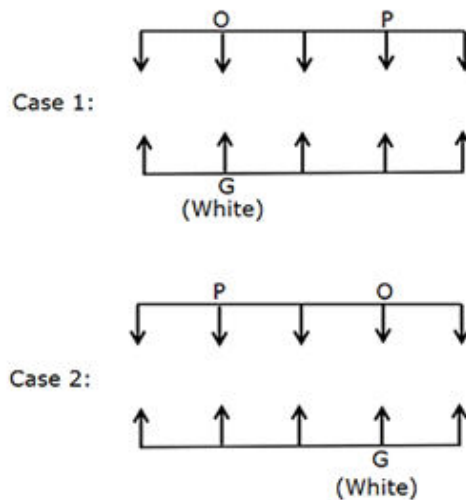 O P
Case 1:
G
(White)
P O
Case 2:
G
(White)